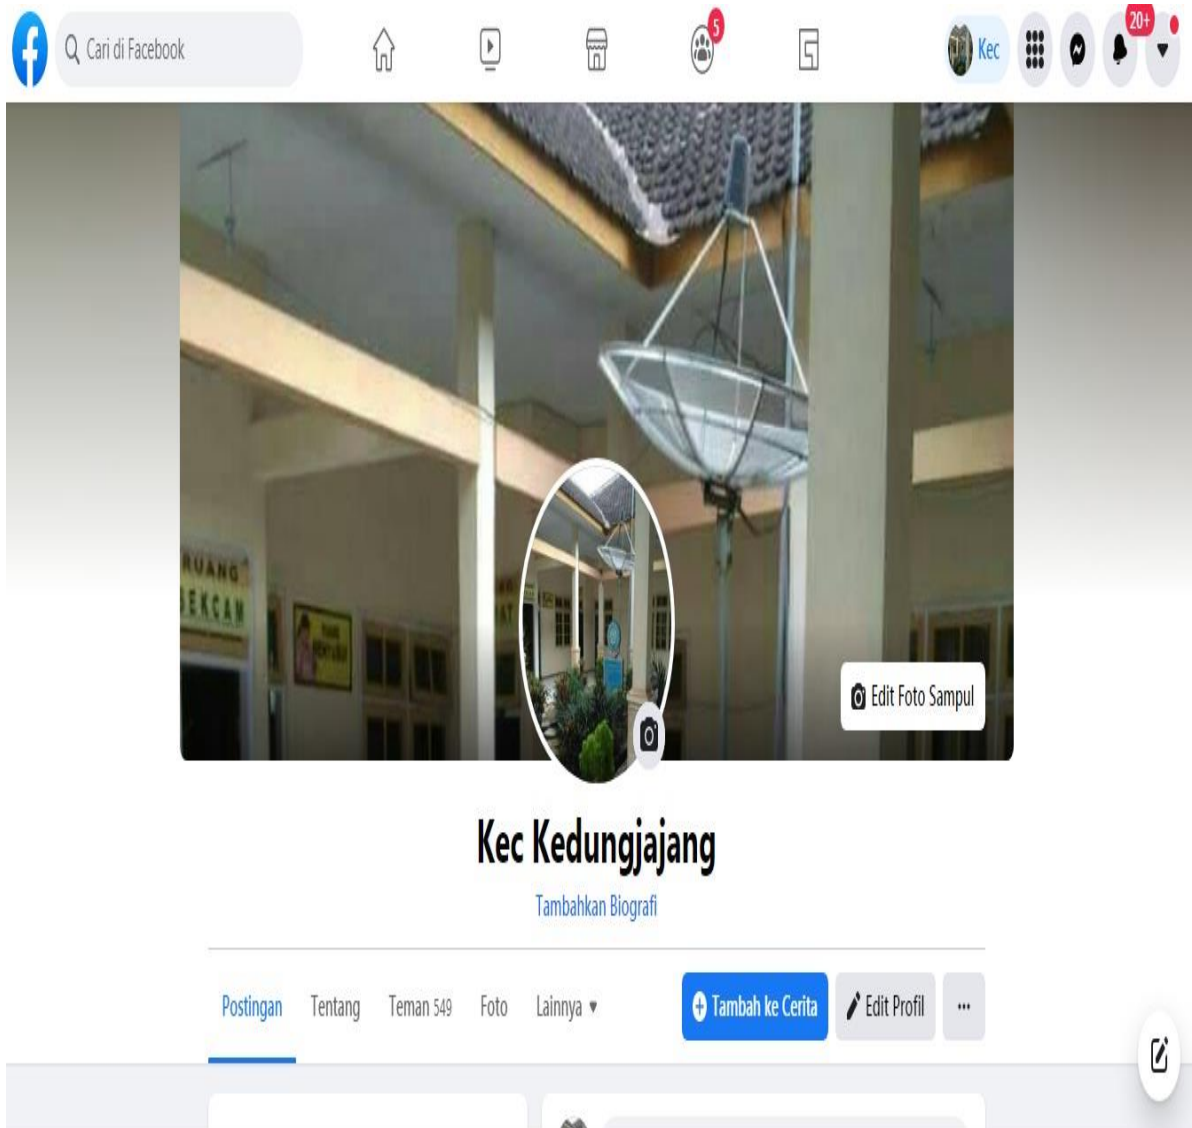 Cari di Facebook
5
Kec
20+
RUANG
SEKCAM
Edit Foto Sampul
Kec Kedungjajang
Tambahkan Biografi
Postingan
Tentang
Teman 549
Foto
Lainnya
Tambah ke Cerita
Edit Profil